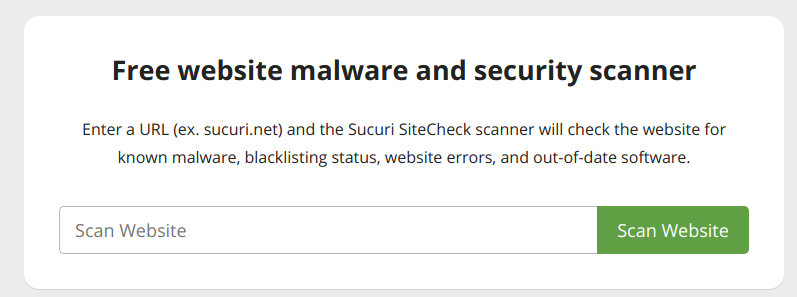 Free website malware and security scanner
Enter a URL (ex. sucuri.net) and the Sucuri SiteCheck scanner will check the website for
known malware, blacklisting status, website errors, and out-of-date software.
Scan Website Scan Website